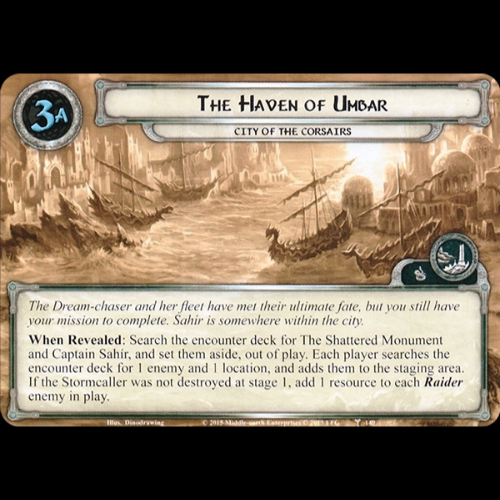 3A
THE HAVEN OF UMBAR
CITY OF THE CORSAIRS
The Dream-chaser and her fleet have met their ultimate fate, but you still have
your mission to complete. Sahír is somewhere within the city.
When Revealed: Search the encounter deck for The Shattered Monument
and Captain Sahír, and set them aside, out of play. Each player searches the
encounter deck for 1 enemy and 1 location, and adds them to the staging area.
If the Stormcaller was not destroyed at stage 1, add 1 resource to each Raider
enemy in play.
Illus. Dinodrawing © 2015 Middle-earth Enterprises © 2015 FFG 149